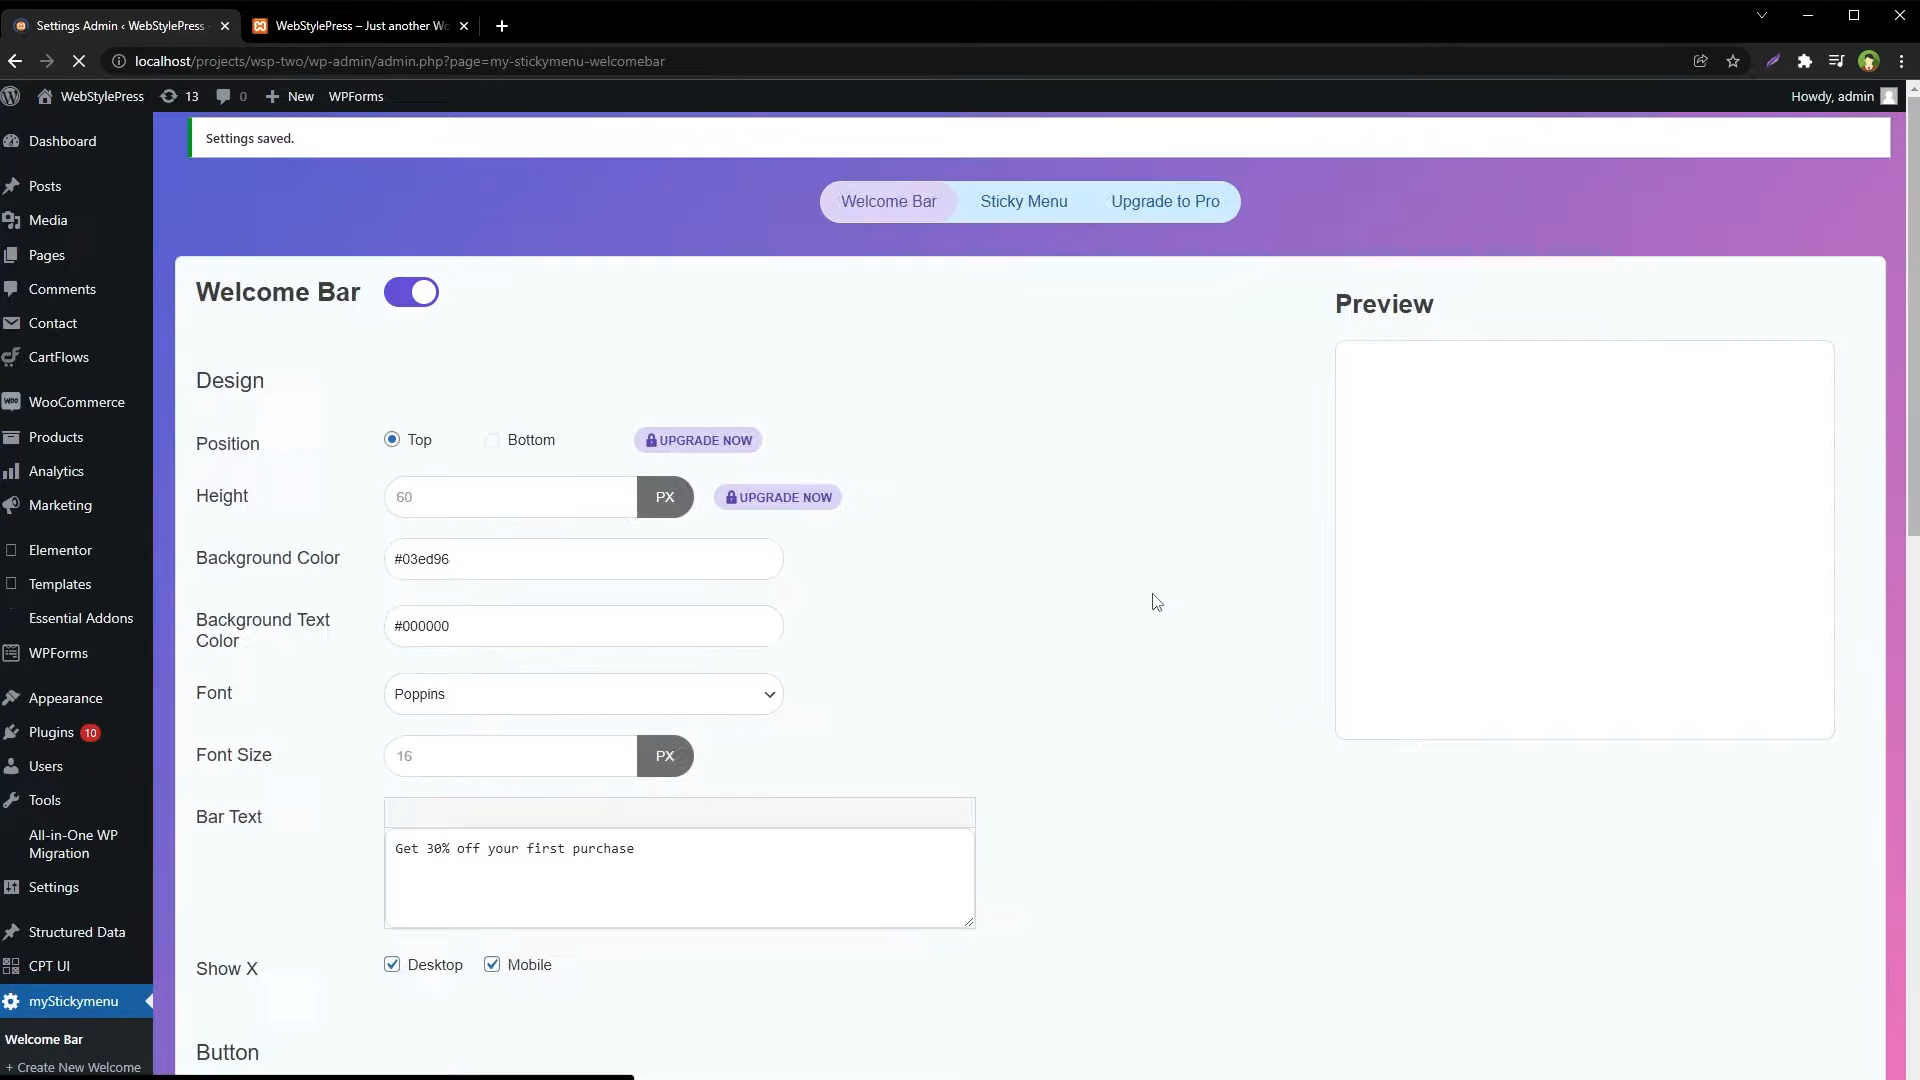 Settings Admin ‹ WebStylePress
WebStylePress – Just another Wo
localhost/projects/wsp-two/wp-admin/admin.php?page=my-stickymenu-welcomebar
WebStylePress 13 0 New WPForms
Howdy, admin
Dashboard
Posts
Media
Pages
Comments
Contact
CartFlows
WooCommerce
Products
Analytics
Marketing
Elementor
Templates
Essential Addons
WPForms
Appearance
Plugins 10
Users
Tools
All-in-One WP
Migration
Settings
Structured Data
CPT UI
myStickymenu
Welcome Bar
+ Create New Welcome
Settings saved.
Welcome Bar Sticky Menu Upgrade to Pro
Welcome Bar
Design
Position Top Bottom UPGRADE NOW
Height 60 PX UPGRADE NOW
Background Color #03ed96
Background Text
Color
#000000
Font Poppins
Font Size 16 PX
Bar Text
Get 30% off your first purchase
Show X Desktop Mobile
Button
Preview